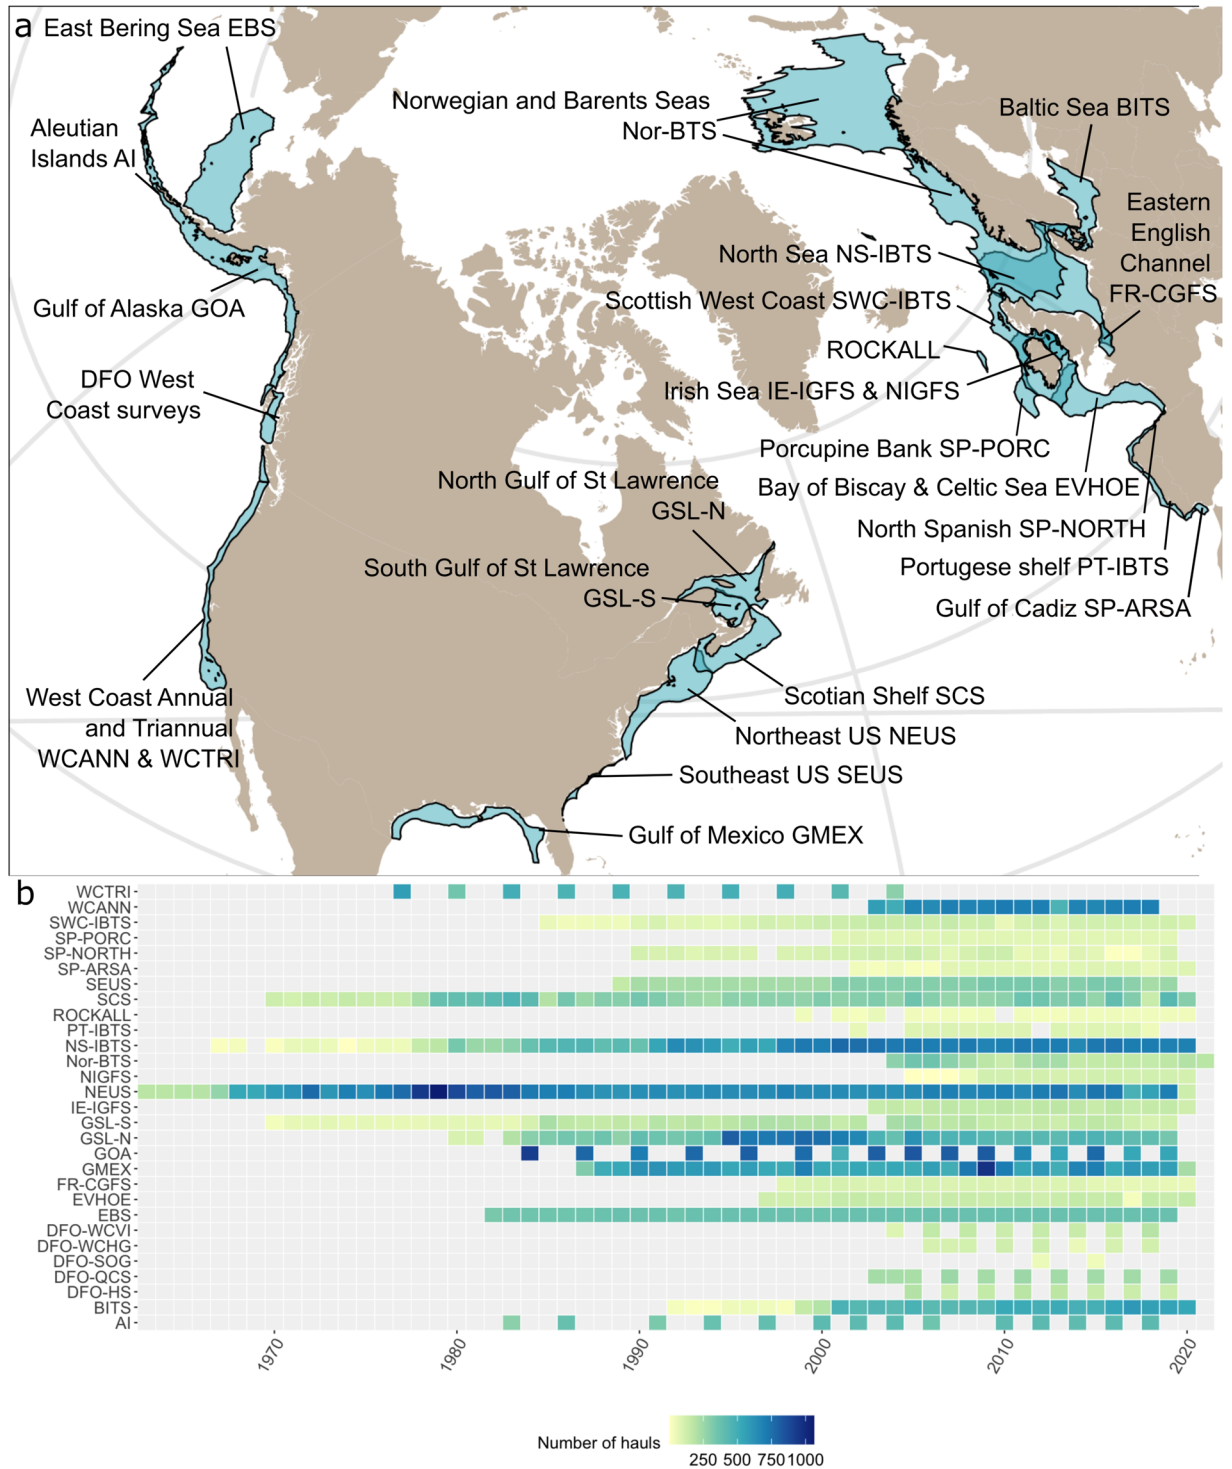 a
East Bering Sea EBS
Aleutian
Islands AI
Norwegian and Barents Seas
Nor-BTS
Baltic Sea BITS
Eastern
English
Channel
FR-CGFS
North Sea NS-IBTS
Gulf of Alaska GOA
Scottish West Coast SWC-IBTS
ROCKALL
DFO West
Coast surveys
Irish Sea IE-IGFS & NIGFS
Porcupine Bank SP-PORC
North Gulf of St Lawrence
GSL-N
Bay of Biscay & Celtic Sea EVHOE
North Spanish SP-NORTH
South Gulf of St Lawrence
GSL-S
Portugese shelf PT-IBTS
Gulf of Cadiz SP-ARSA
West Coast Annual
and Triannual
WCANN & WCTRI
Scotian Shelf SCS
Northeast US NEUS
Southeast US SEUS
Gulf of Mexico GMEX
b
WCTRI
WCANN
SWC-IBTS
SP-PORC
SP-NORTH
SP-ARSA
SEUS
SCS
ROCKALL
PT-IBTS
NS-IBTS
Nor-BTS
NIGFS
NEUS
IE-IGFS
GSL-S
GSL-N
GOA
GMEX
FR-CGFS
EVHOE
EBS
DFO-WCVI
DFO-WCHG
DFO-SOG
DFO-QCS
DFO-HS
BITS
AI
1970 1980 1990 2000 2010 2020
Number of hauls
250 500 750 1000